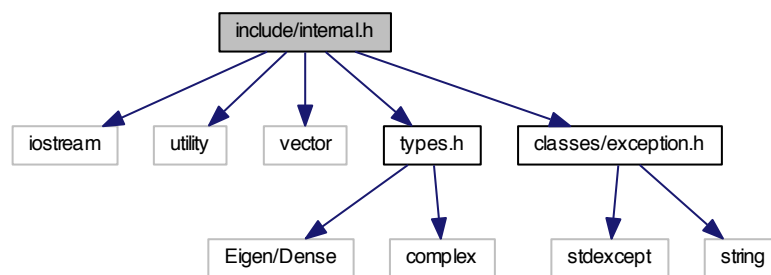 include/internal.h
iostream
utility
vector
types.h
classes/exception.h
Eigen/Dense
complex
stdexcept
string